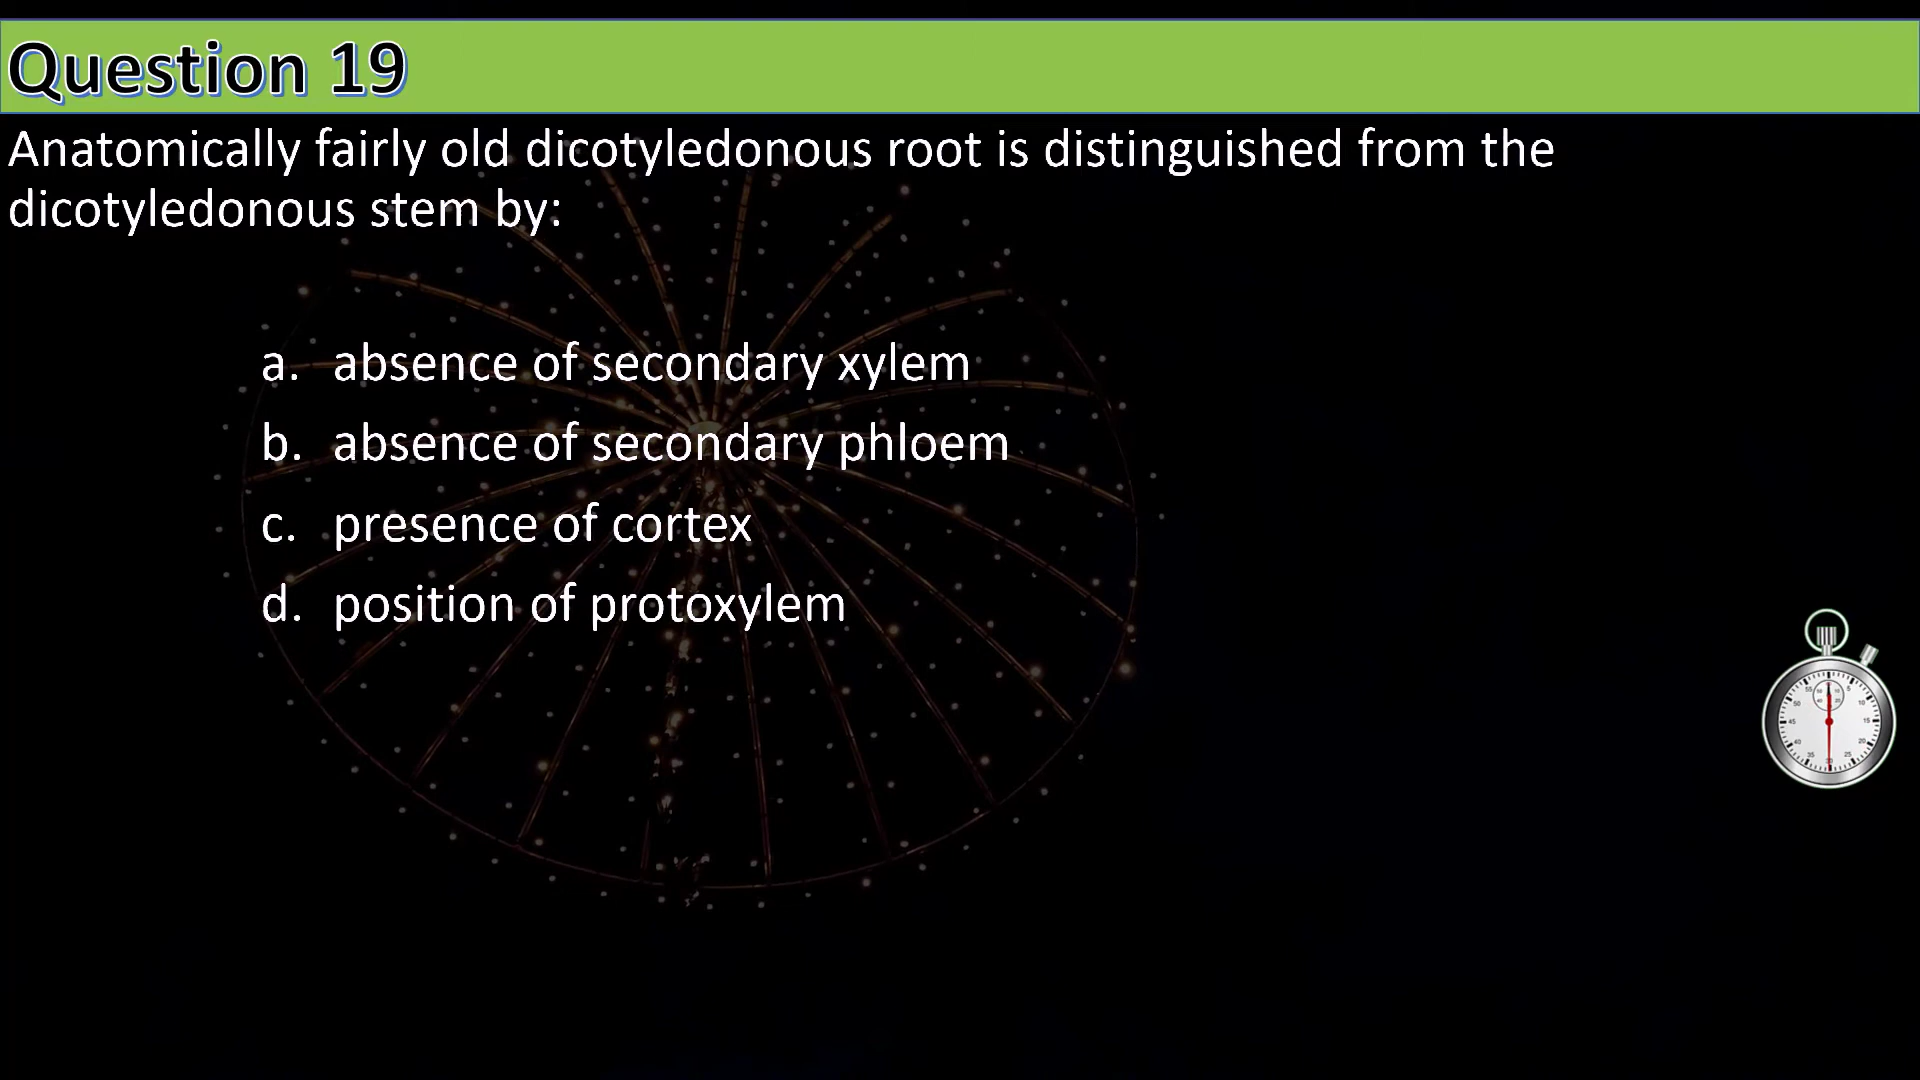 Question 19
Anatomically fairly old dicotyledonous root is distinguished from the
dicotyledonous stem by:
a. absence of secondary xylem
b. absence of secondary phloem
c. presence of cortex
d. position of protoxylem